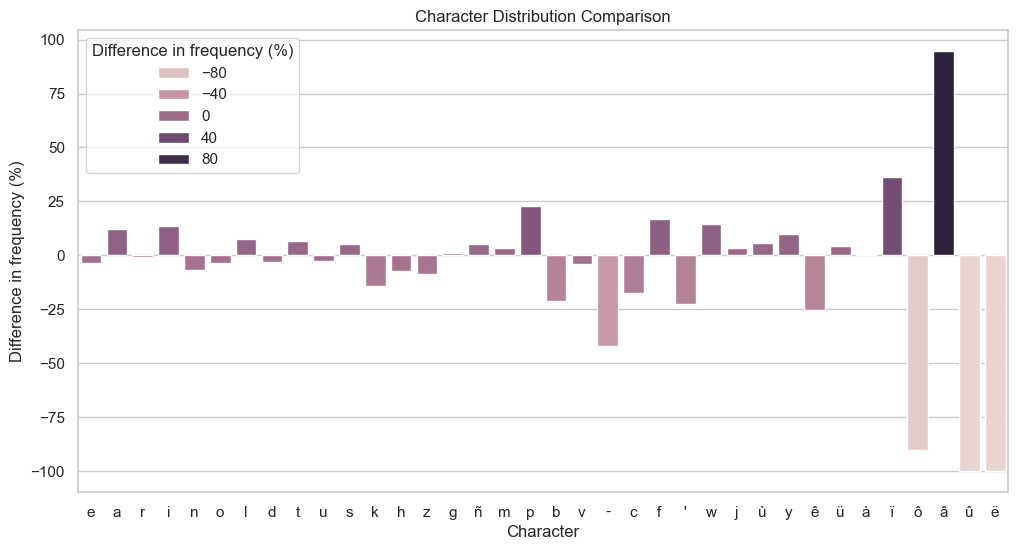 Character Distribution Comparison
Difference in frequency (%)
100
75
50
25
0
−25
−50
−75
−100
Difference in frequency (%)
−80
−40
0
40
80
e a r i n o l d t u s k h z g ñ m p b v - c f ' w j ù y ê ü à ï ô â û ë
Character